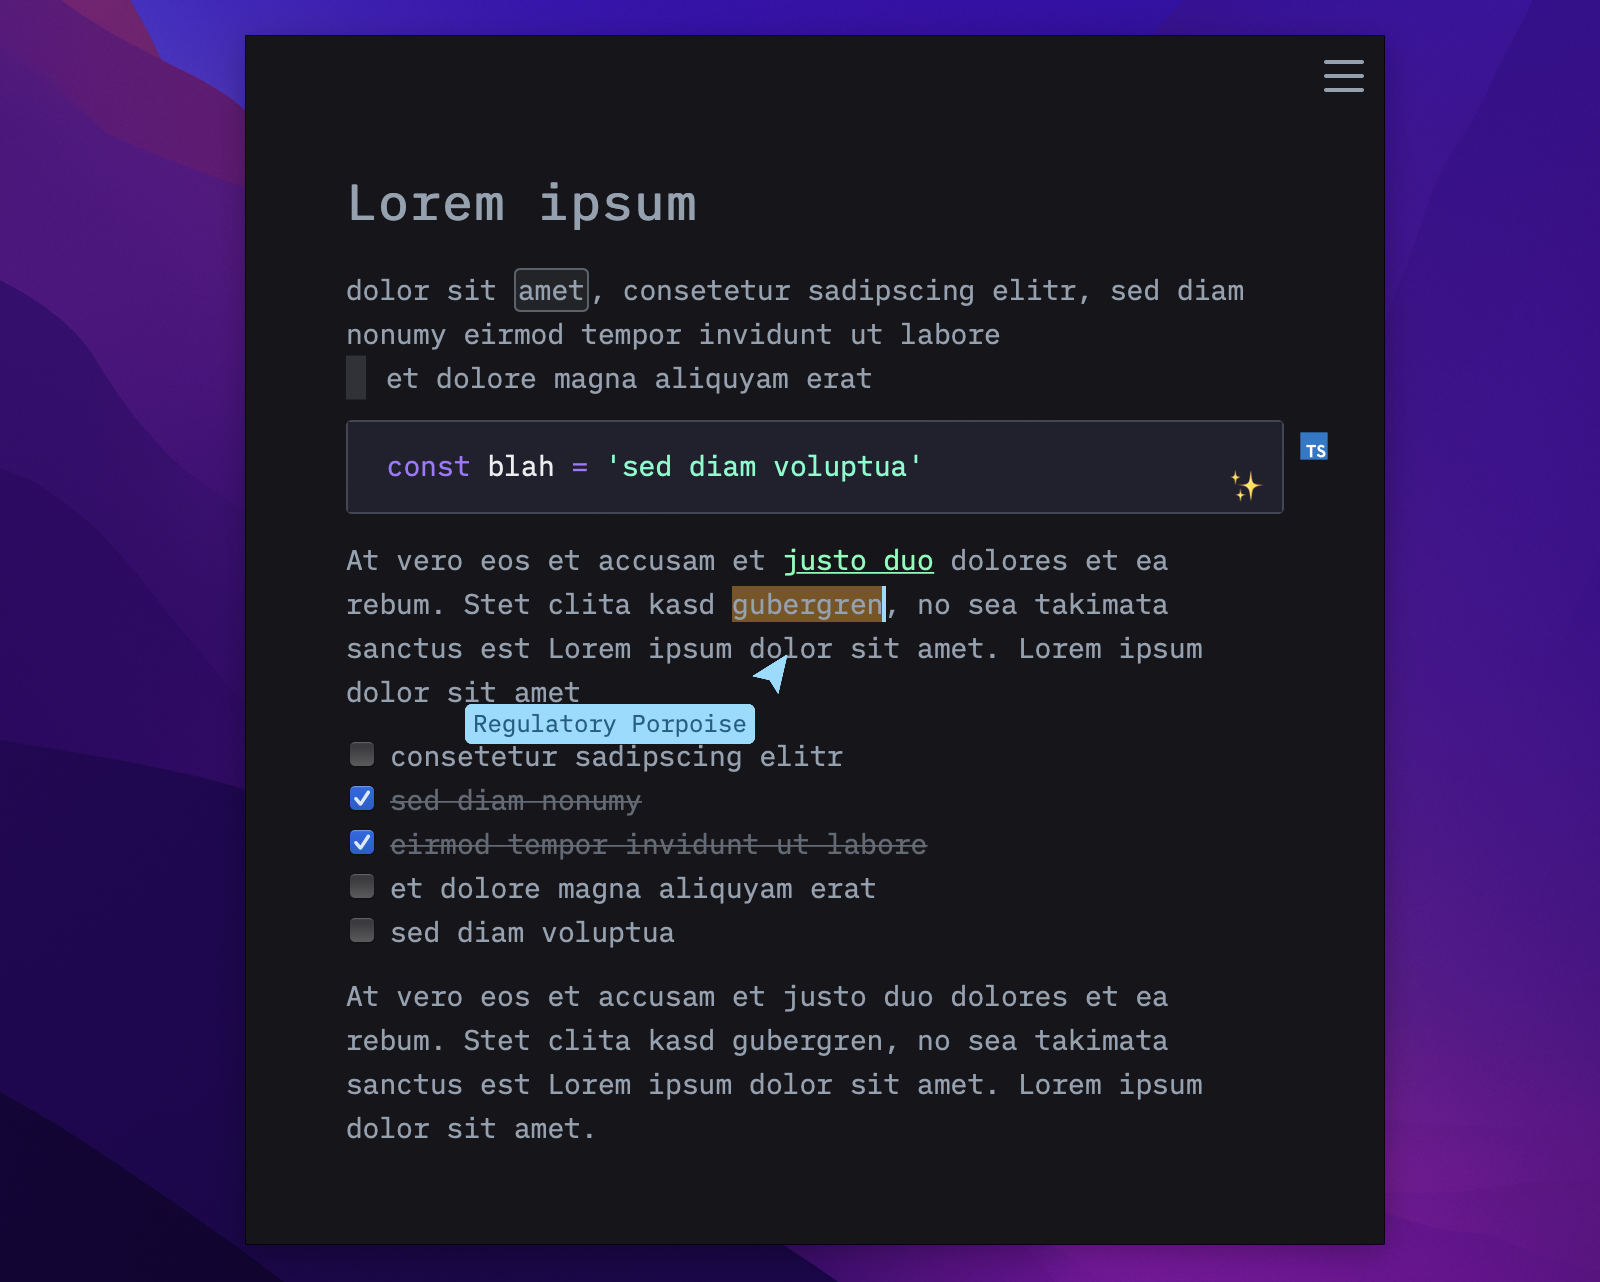 Lorem ipsum
dolor sit amet, consetetur sadipscing elitr, sed diam
nonumy eirmod tempor invidunt ut labore
et dolore magna aliquyam erat
const blah = 'sed diam voluptua'
TS
At vero eos et accusam et justo duo dolores et ea
rebum. Stet clita kasd gubergren, no sea takimata
sanctus est Lorem ipsum dolor sit amet. Lorem ipsum
dolor sit amet
Regulatory Porpoise
consetetur sadipscing elitr
sed diam nonumy
eirmod tempor invidunt ut labore
et dolore magna aliquyam erat
sed diam voluptua
At vero eos et accusam et justo duo dolores et ea
rebum. Stet clita kasd gubergren, no sea takimata
sanctus est Lorem ipsum dolor sit amet. Lorem ipsum
dolor sit amet.